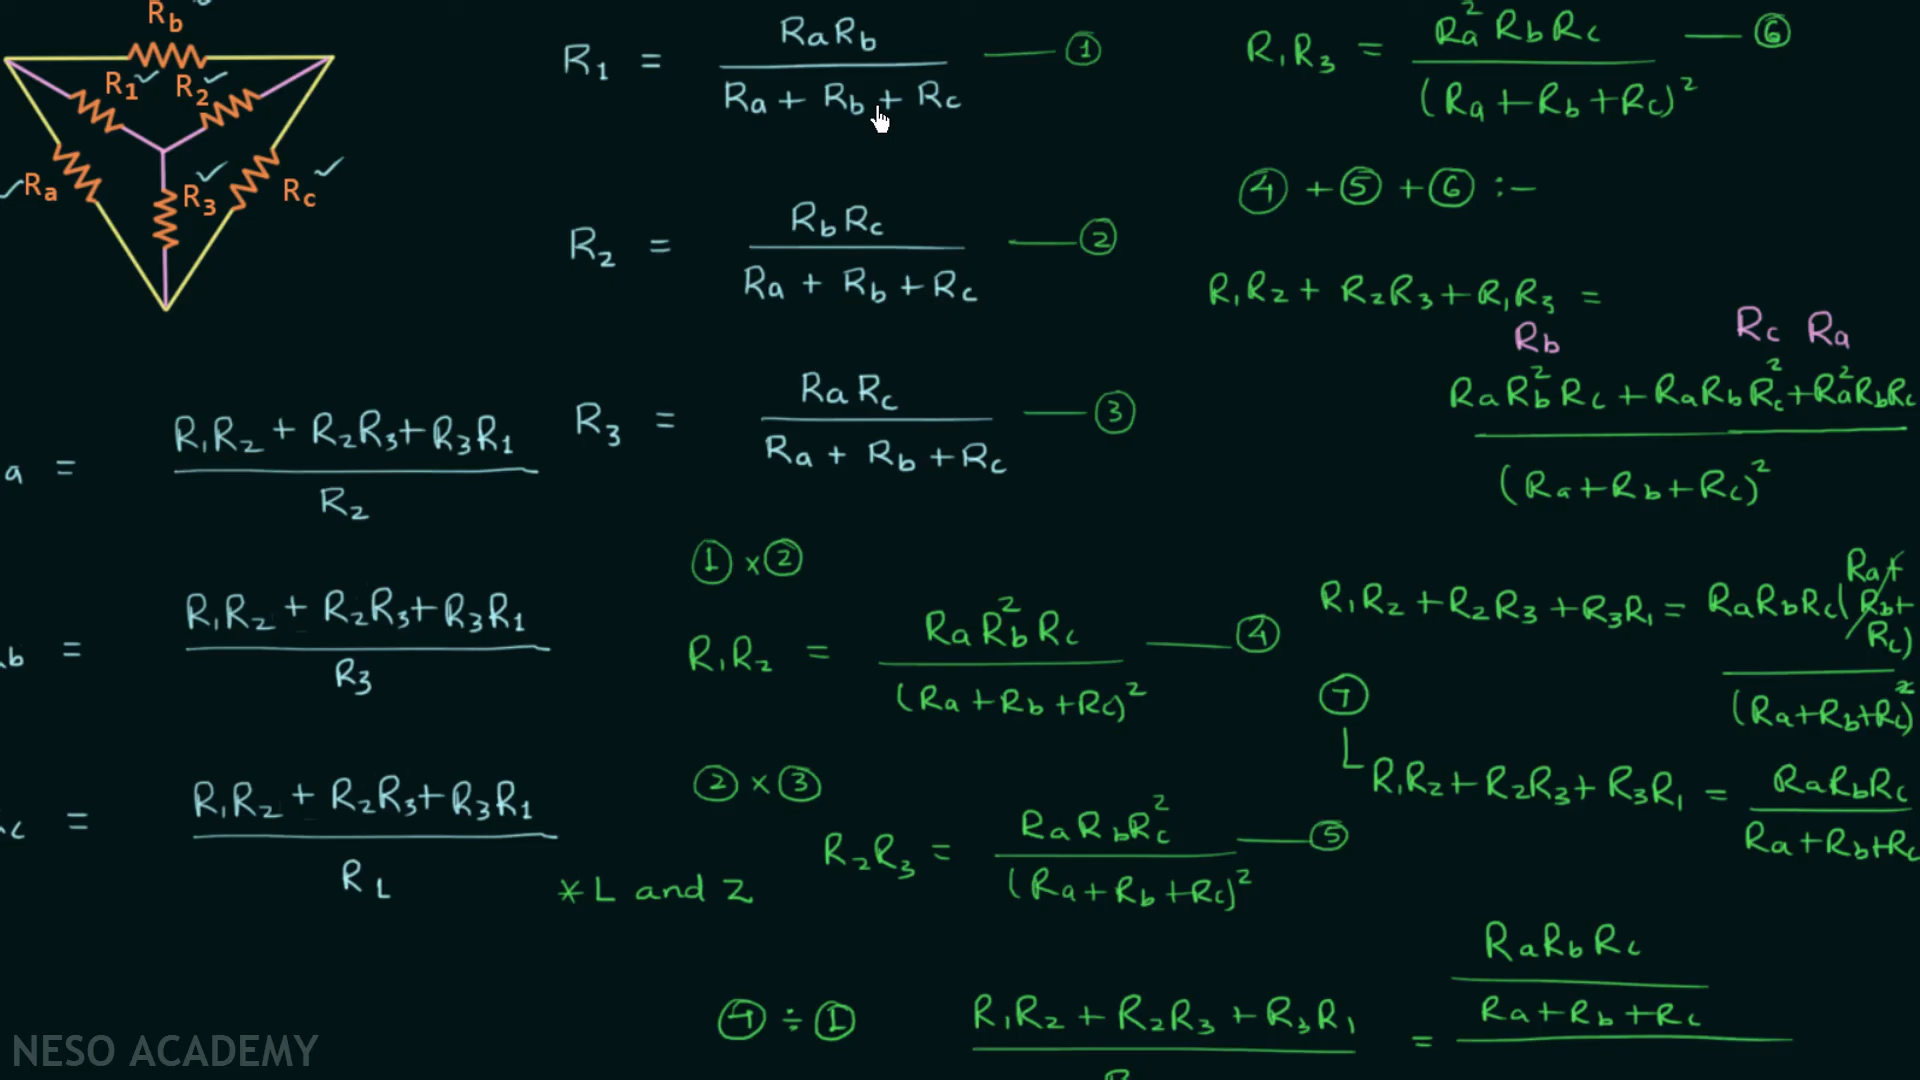 Rb
R1 R2
Ra R3 Rc
R1 = RaRb / Ra + Rb + Rc — ①
R2 = RbRc / Ra + Rb + Rc — ②
R3 = RaRc / Ra + Rb + Rc — ③
a = R1R2 + R2R3 + R3R1 / R2
b = R1R2 + R2R3 + R3R1 / R3
c = R1R2 + R2R3 + R3R1 / R1
* 1 and 2
① × ②
R1R2 = RaRb²Rc / (Ra + Rb + Rc)² — ④
② × ③
R2R3 = RaRbRc² / (Ra + Rb + Rc)² — ⑤
R1R3 = Ra²RbRc / (Ra + Rb + Rc)² — ⑥
④ + ⑤ + ⑥ :-
R1R2 + R2R3 + R1R3 =
Rb Rc Ra
RaRb²Rc + RaRbRc² + Ra²RbRc / (Ra + Rb + Rc)²
R1R2 + R2R3 + R3R1 = RaRbRc(Ra + Rb + Rc) / (Ra + Rb + Rc)²
⑦
R1R2 + R2R3 + R3R1 = RaRbRc / Ra + Rb + Rc
⑦ ÷ ① R1R2 + R2R3 + R3R1 = RaRbRc / Ra + Rb + Rc
NESO ACADEMY